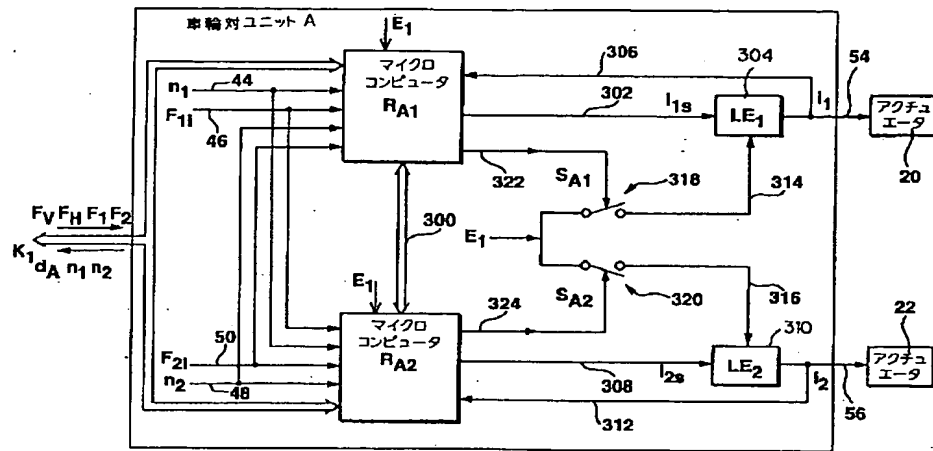 車輪対ユニット A
E1
マイクロ
コンピュータ
RA1
n1
44
F1i
46
306
302
I1s
304
LE1
I1
54
アクチュ
エータ
20
322
SA1
318
314
FV FH F1 F2
K1
dA n1 n2
300
E1
E1
SA2
320
316
324
マイクロ
コンピュータ
RA2
F2i
50
n2
48
308
I2s
310
LE2
i2
56
22
アクチュ
エータ
312